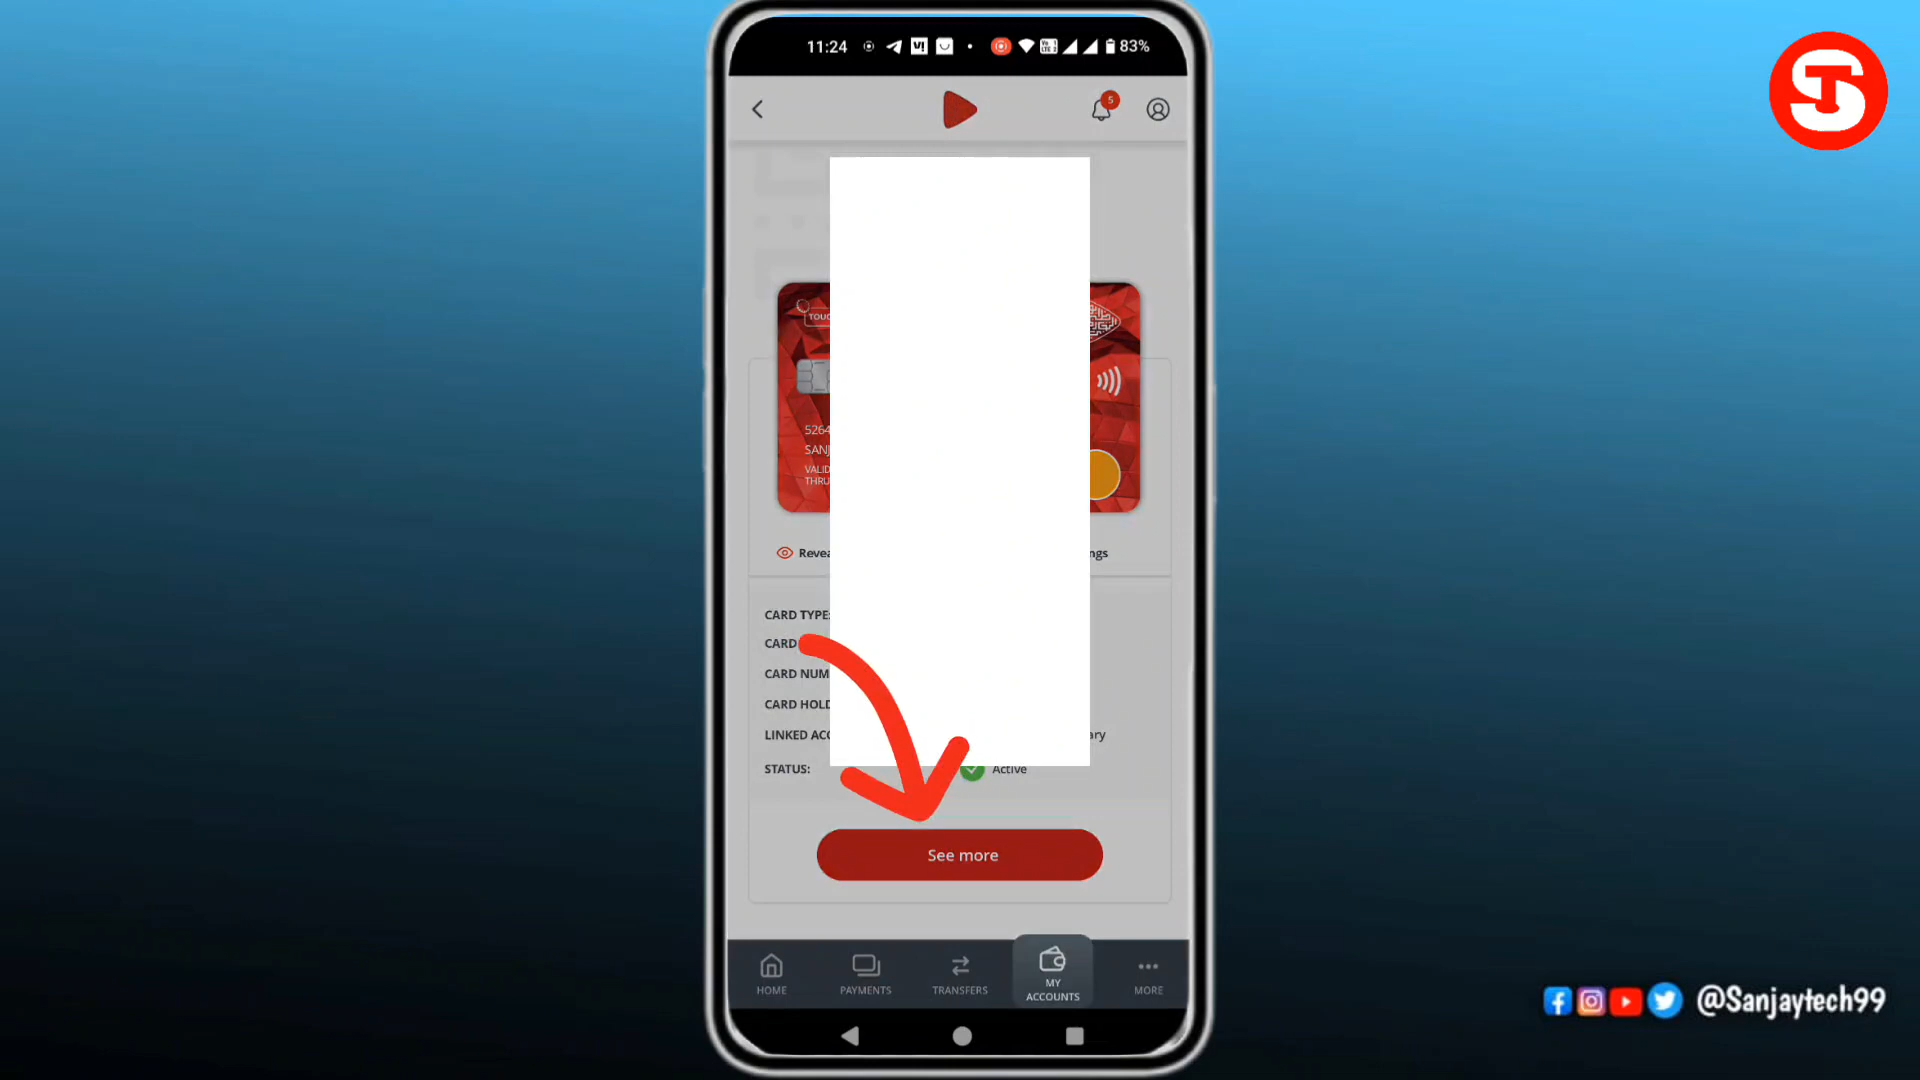 11:24
83%
5
TOUC
5264
SANJ
VALID
THRU
Revea
ngs
CARD TYPE:
CARD
CARD NUM
CARD HOLD
LINKED ACC
ary
STATUS:
Active
See more
HOME
PAYMENTS
TRANSFERS
MY
ACCOUNTS
MORE
@Sanjaytech99